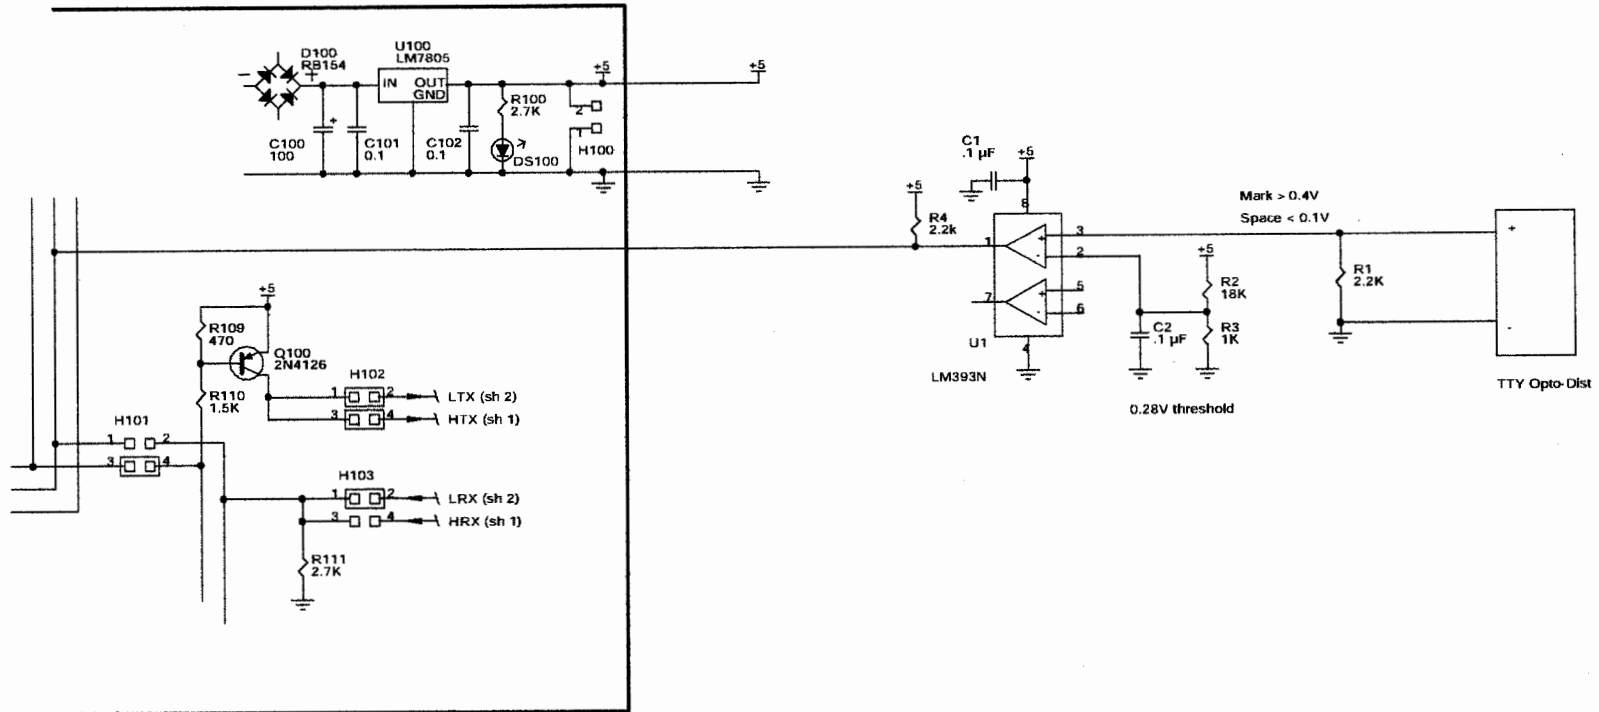 D100
RB154
-
+
U100
LM7805
IN OUT
GND
+5
+5
R100
2.7K
2
1
H100
C100
100
+
C101
0.1
C102
0.1
DS100
C1
.1 µF
+5
+5
R4
2.2k
8
1
+
-
3
2
7
+
-
5
6
U1
4
LM393N
Mark > 0.4V
Space < 0.1V
+5
R2
18K
R1
2.2K
C2
.1 µF
R3
1K
+
-
TTY Opto-Dist
0.28V threshold
+5
R109
470
Q100
2N4126
R110
1.5K
H102
1 2 LTX (sh 2)
3 4 HTX (sh 1)
H101
1 2
3 4
H103
1 2 LRX (sh 2)
3 4 HRX (sh 1)
R111
2.7K